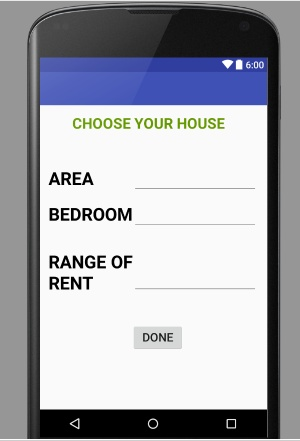 6:00
CHOOSE YOUR HOUSE
AREA
BEDROOM
RANGE OF
RENT
DONE